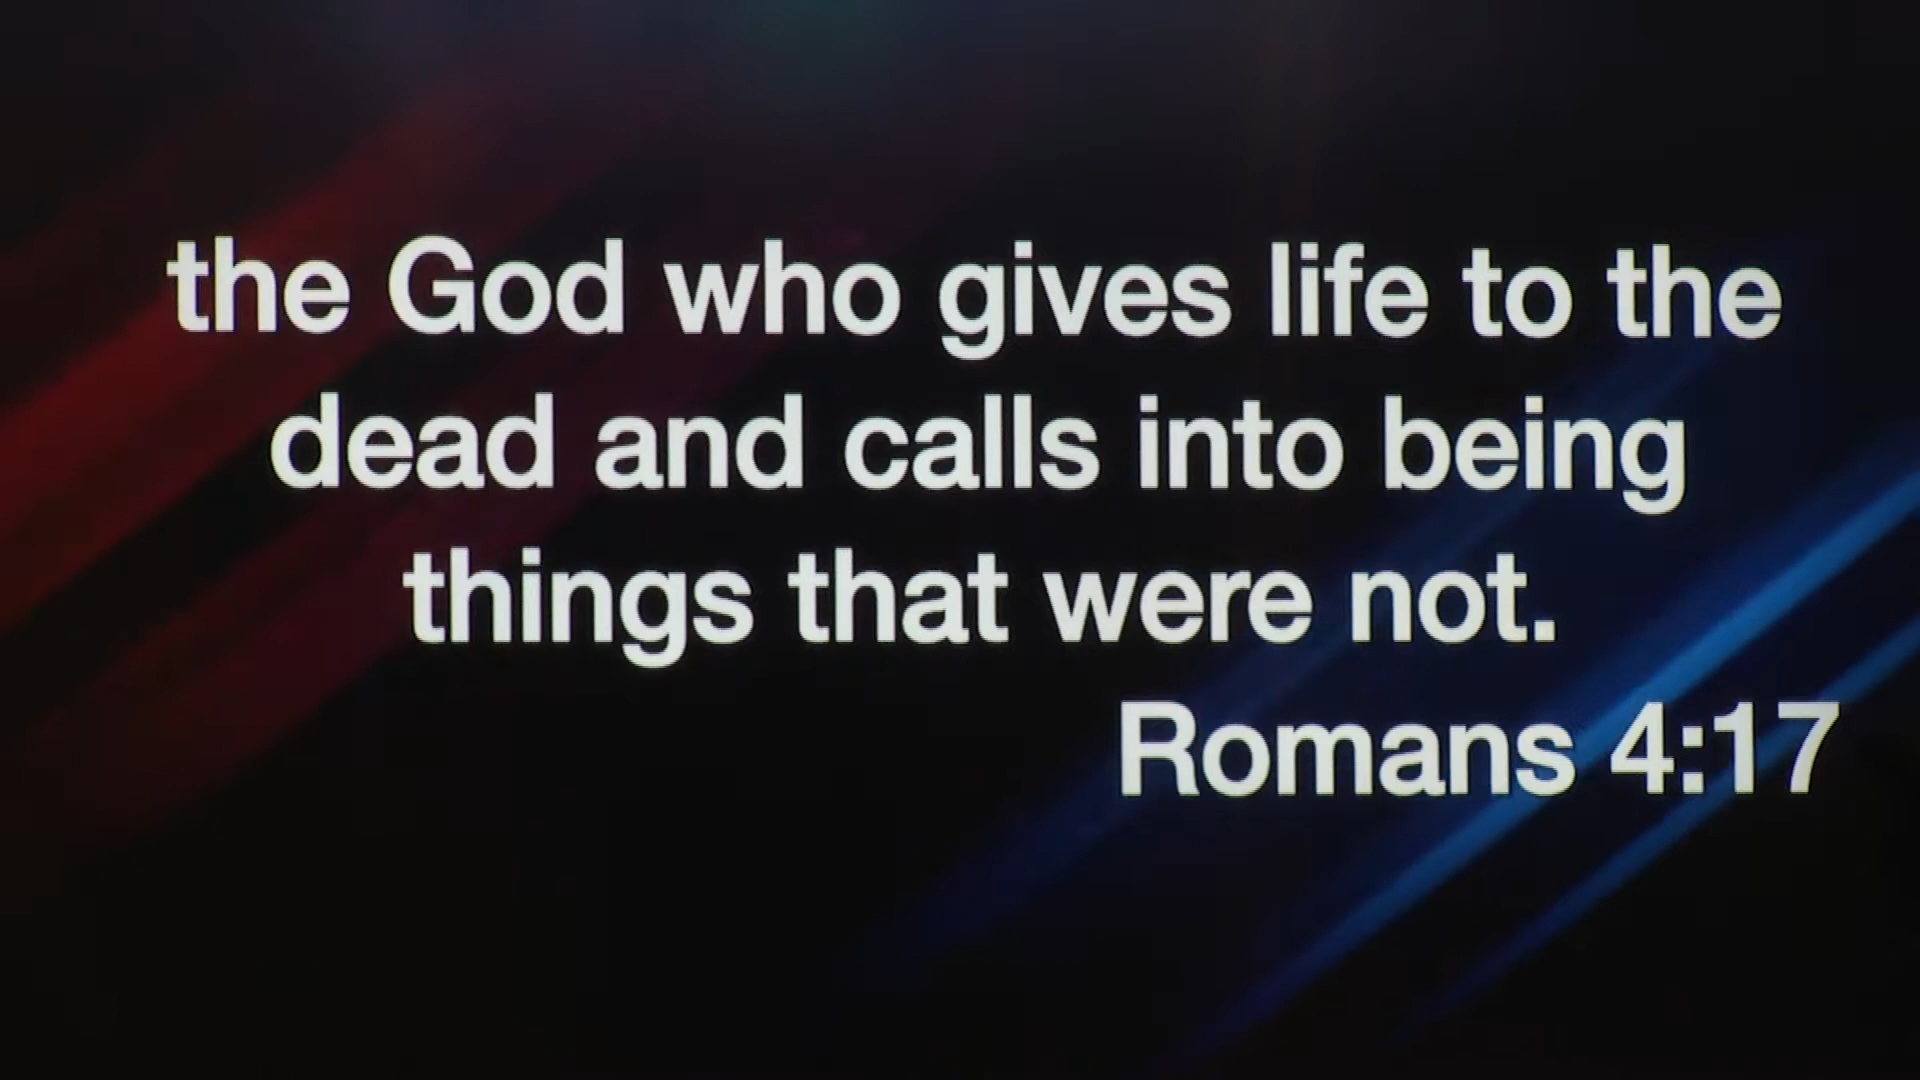 the God who gives life to the
dead and calls into being
things that were not.
Romans 4:17